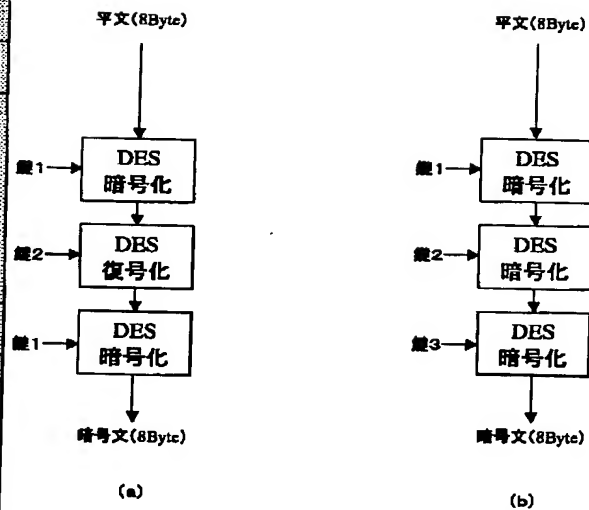 平文(8Byte)
鍵1
DES
暗号化
鍵2
DES
復号化
鍵1
DES
暗号化
暗号文(8Byte)
(a)
平文(8Byte)
鍵1
DES
暗号化
鍵2
DES
暗号化
鍵3
DES
暗号化
暗号文(8Byte)
(b)